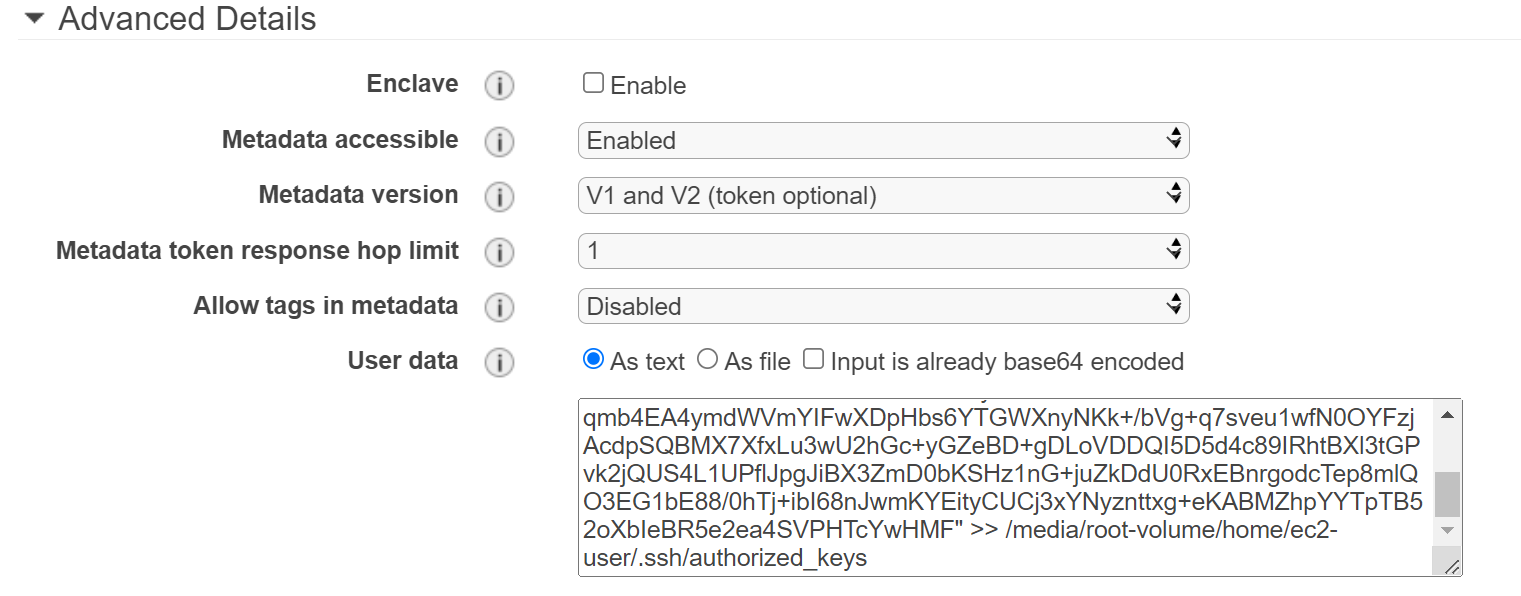 Advanced Details
Enclave Enable
Metadata accessible Enabled
Metadata version V1 and V2 (token optional)
Metadata token response hop limit 1
Allow tags in metadata Disabled
User data As text As file Input is already base64 encoded
qmb4EA4ymdWVmYIFwXDpHbs6YTGWXnyNKk+/bVg+q7sveu1wfN0OYFzj
AcdpSQBMX7XfxLu3wU2hGc+yGZeBD+gDLoVDDQI5D5d4c89IRhtBXI3tGP
vk2jQUS4L1UPflJpgJiBX3ZmD0bKSHz1nG+juZkDdU0RxEBnrgodcTep8mlQ
O3EG1bE88/0hTj+ibI68nJwmKYEityCUCj3xYNyznttxg+eKABMZhpYYTpTB5
2oXbIeBR5e2ea4SVPHTcYwHMF" >> /media/root-volume/home/ec2-
user/.ssh/authorized_keys